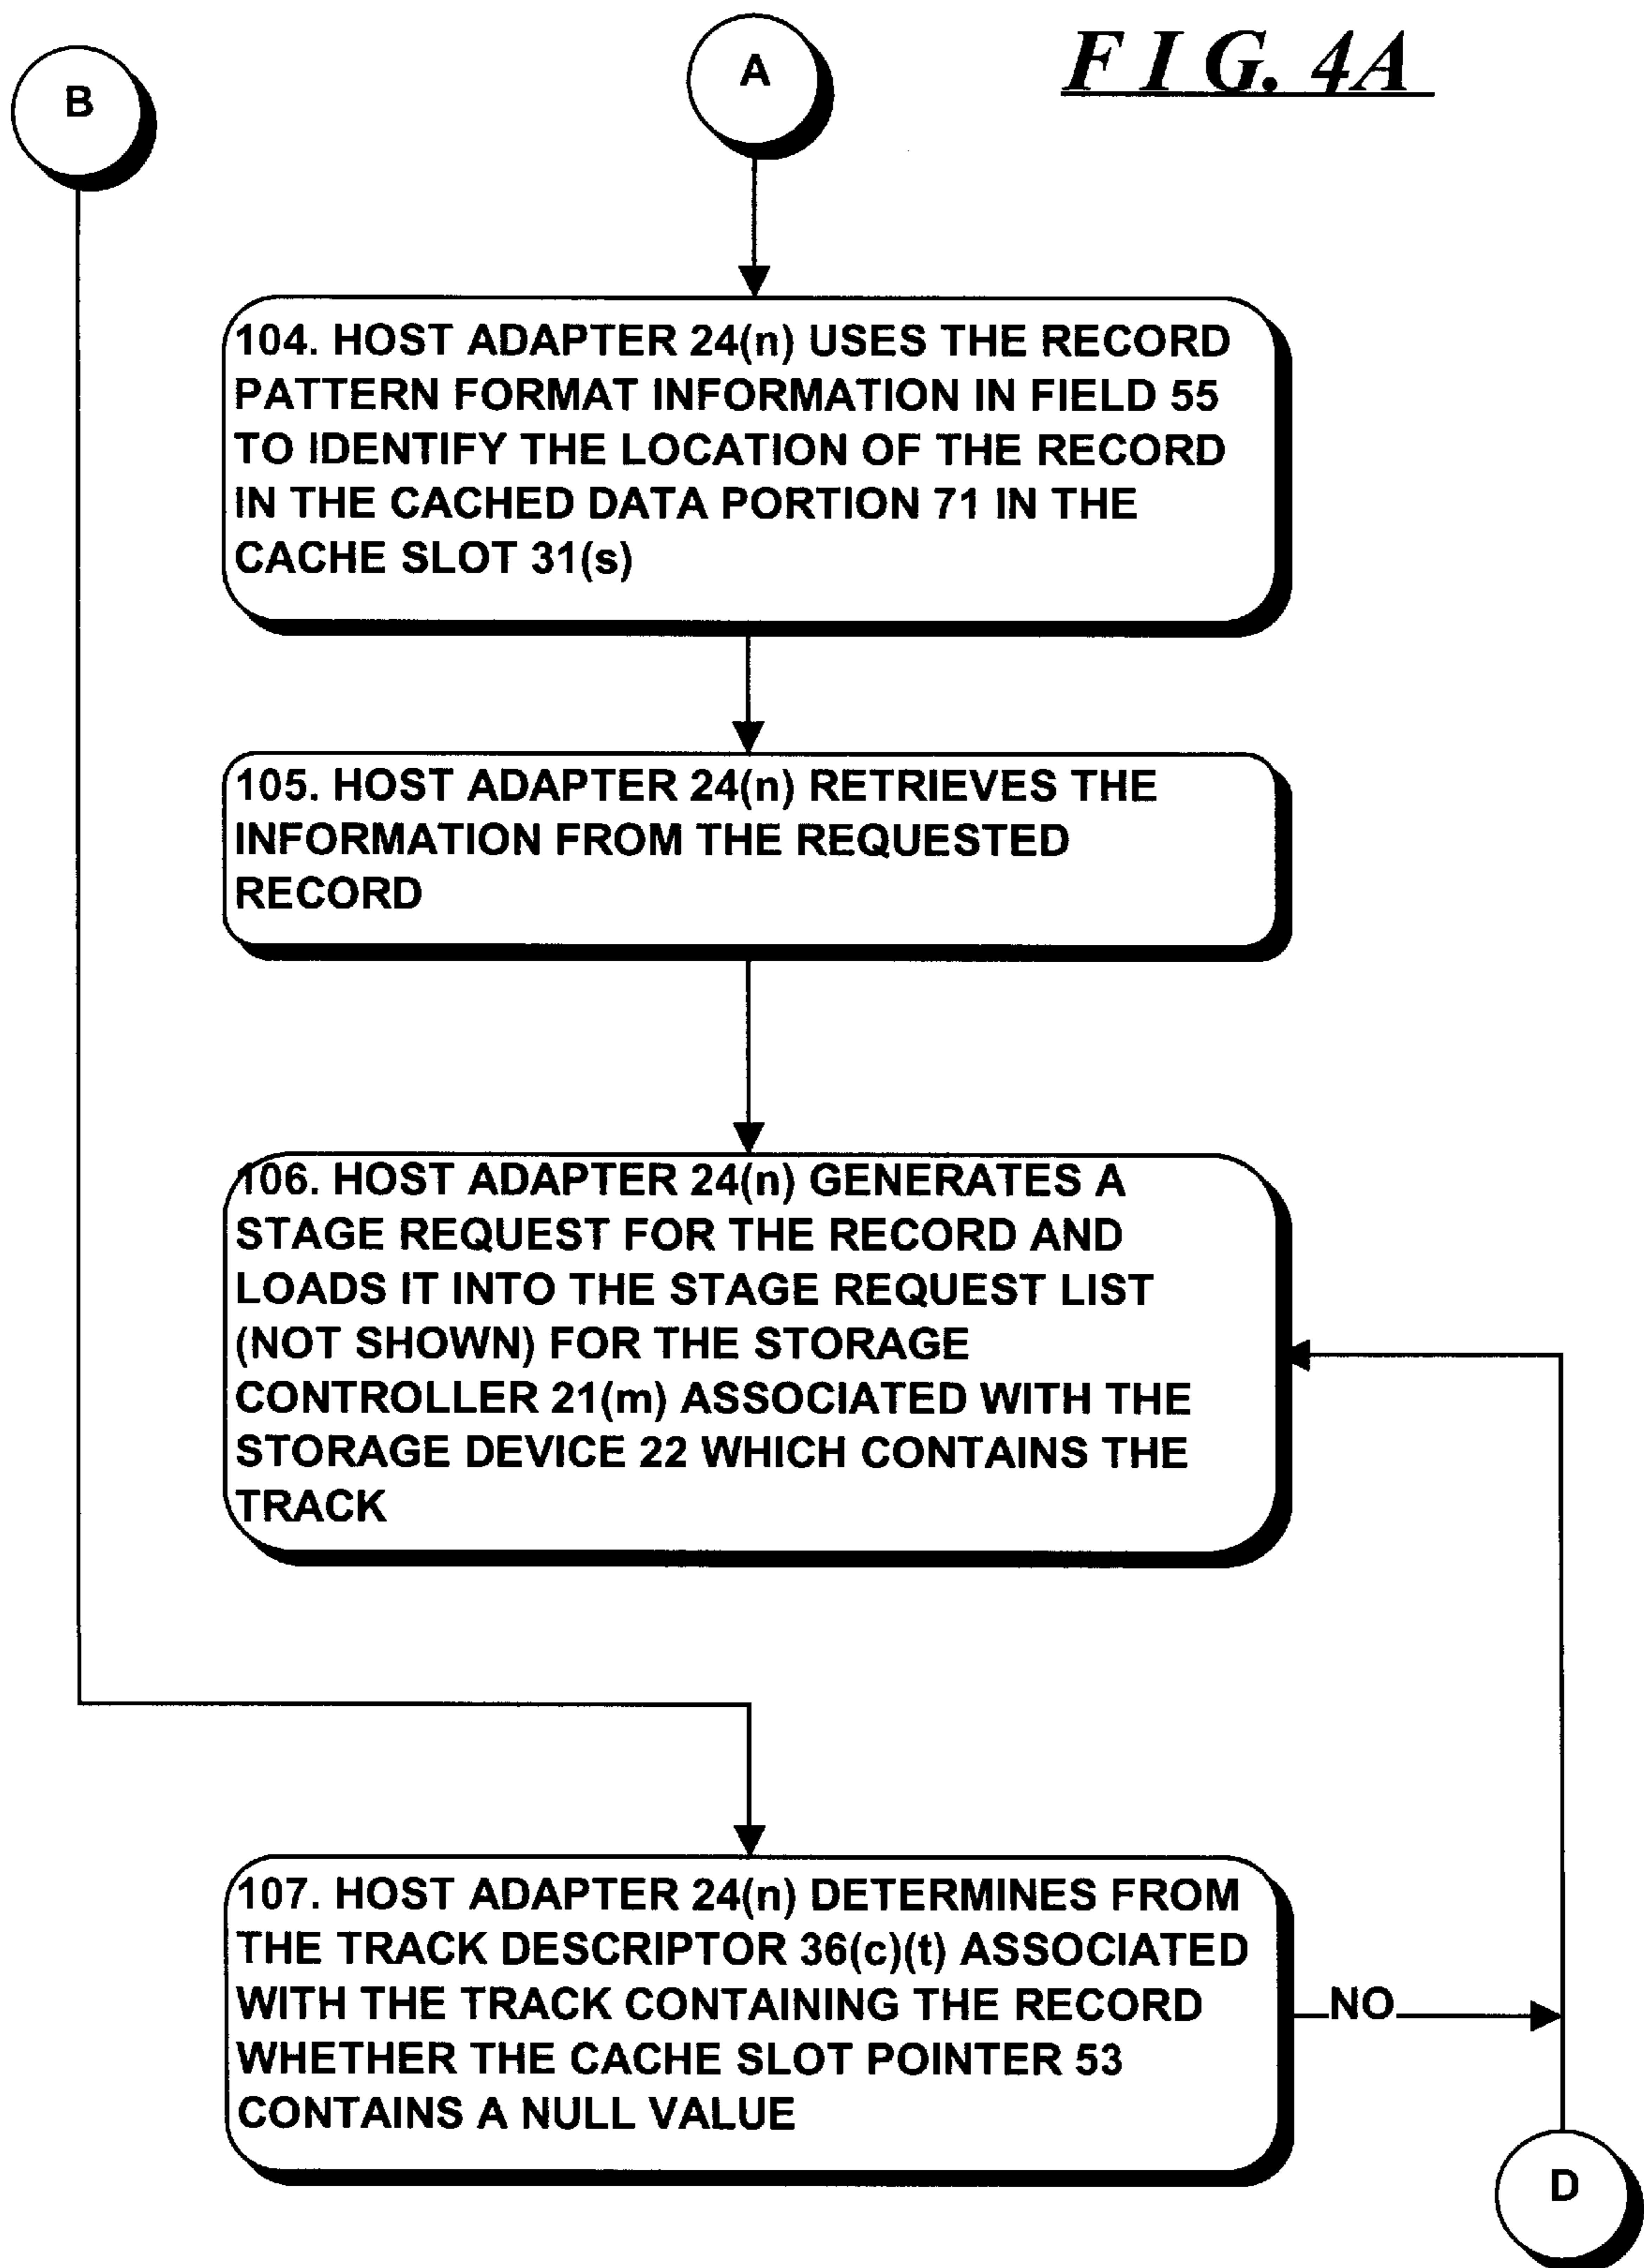 F I G. 4A
B
A
104. HOST ADAPTER 24(n) USES THE RECORD
PATTERN FORMAT INFORMATION IN FIELD 55
TO IDENTIFY THE LOCATION OF THE RECORD
IN THE CACHED DATA PORTION 71 IN THE
CACHE SLOT 31(s)
105. HOST ADAPTER 24(n) RETRIEVES THE
INFORMATION FROM THE REQUESTED
RECORD
106. HOST ADAPTER 24(n) GENERATES A
STAGE REQUEST FOR THE RECORD AND
LOADS IT INTO THE STAGE REQUEST LIST
(NOT SHOWN) FOR THE STORAGE
CONTROLLER 21(m) ASSOCIATED WITH THE
STORAGE DEVICE 22 WHICH CONTAINS THE
TRACK
107. HOST ADAPTER 24(n) DETERMINES FROM
THE TRACK DESCRIPTOR 36(c)(t) ASSOCIATED
WITH THE TRACK CONTAINING THE RECORD
WHETHER THE CACHE SLOT POINTER 53
CONTAINS A NULL VALUE
NO
D